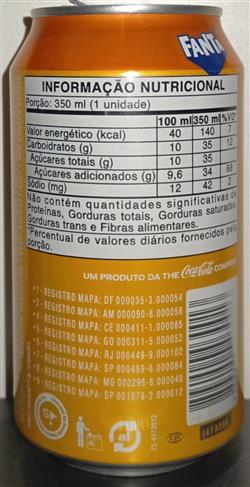 FANTA
INFORMAÇÃO NUTRICIONAL
Porção: 350 ml (1 unidade)
100 ml 350 ml %VD*
Valor energético (kcal) 40 140 7
Carboidratos (g) 10 35 12
Açúcares totais (g) 10 35
Açúcares adicionados (g) 9,6 34 68
Sódio (mg) 12 42 2
Não contém quantidades significativas de
Proteínas, Gorduras totais, Gorduras saturadas,
Gorduras trans e Fibras alimentares.
*Percentual de valores diários fornecidos pela
porção.
UM PRODUTO DA THE Coca-Cola COMPANY
•1 - REGISTRO MAPA: DF 000035-3.000054
REGISTRO MAPA: AM 000090-6.000058
REGISTRO MAPA: CE 000411-1.000085
REGISTRO MAPA: GO 000311-5.000052
REGISTRO MAPA: RJ 000449-9.000102
REGISTRO MAPA: SP 000459-6.000084
REGISTRO MAPA: MG 000296-8.000040
REGISTRO MAPA: SP 001078-2.000012
al